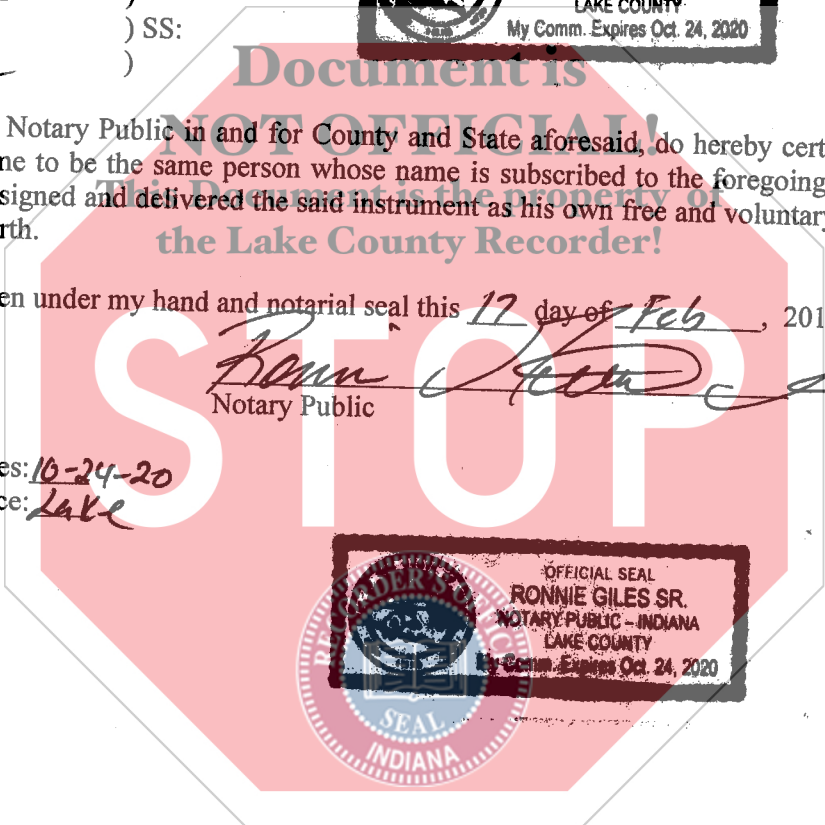 LAKE COUNTY
) SS:
My Comm. Expires Oct. 24, 2020
)
Document is
Notary Public in and for County and State aforesaid, do hereby cert
NOT OFFICIAL!
ne to be the same person whose name is subscribed to the foregoing
This Document is the property of
signed and delivered the said instrument as his own free and voluntary
rth.
the Lake County Recorder!
en under my hand and notarial seal this 17 day of Feb, 201
STOP
Notary Public
es: 10-24-20
ce: Lake
OFFICIAL SEAL
RONNIE GILES SR.
NOTARY PUBLIC – INDIANA
LAKE COUNTY
My Comm. Expires Oct. 24, 2020
RECORDER'S OFFICE
SEAL
INDIANA